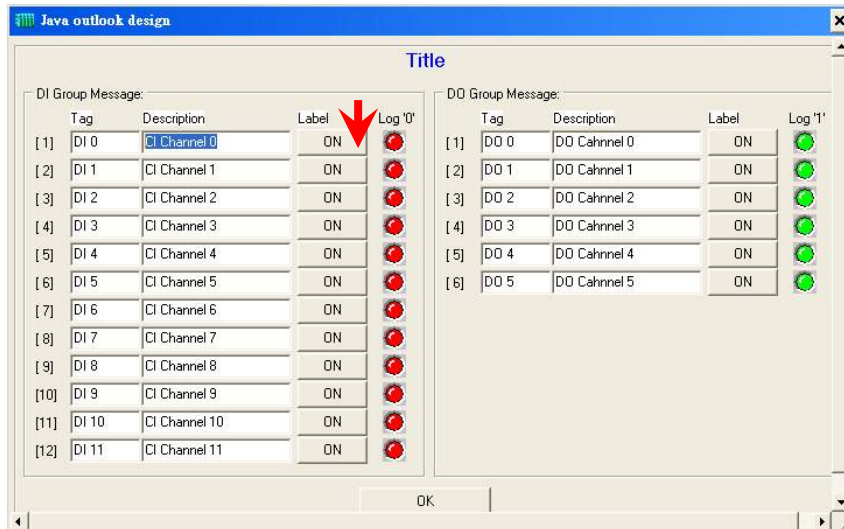 Java outlook design
Title
DI Group Message:
Tag Description Label Log '0'
[1] DI 0 CI Channel 0 ON
[2] DI 1 CI Channel 1 ON
[3] DI 2 CI Channel 2 ON
[4] DI 3 CI Channel 3 ON
[5] DI 4 CI Channel 4 ON
[6] DI 5 CI Channel 5 ON
[7] DI 6 CI Channel 6 ON
[8] DI 7 CI Channel 7 ON
[9] DI 8 CI Channel 8 ON
[10] DI 9 CI Channel 9 ON
[11] DI 10 CI Channel 10 ON
[12] DI 11 CI Channel 11 ON
DO Group Message:
Tag Description Label Log '1'
[1] DO 0 DO Cahnnel 0 ON
[2] DO 1 DO Cahnnel 1 ON
[3] DO 2 DO Cahnnel 2 ON
[4] DO 3 DO Cahnnel 3 ON
[5] DO 4 DO Cahnnel 4 ON
[6] DO 5 DO Cahnnel 5 ON
OK